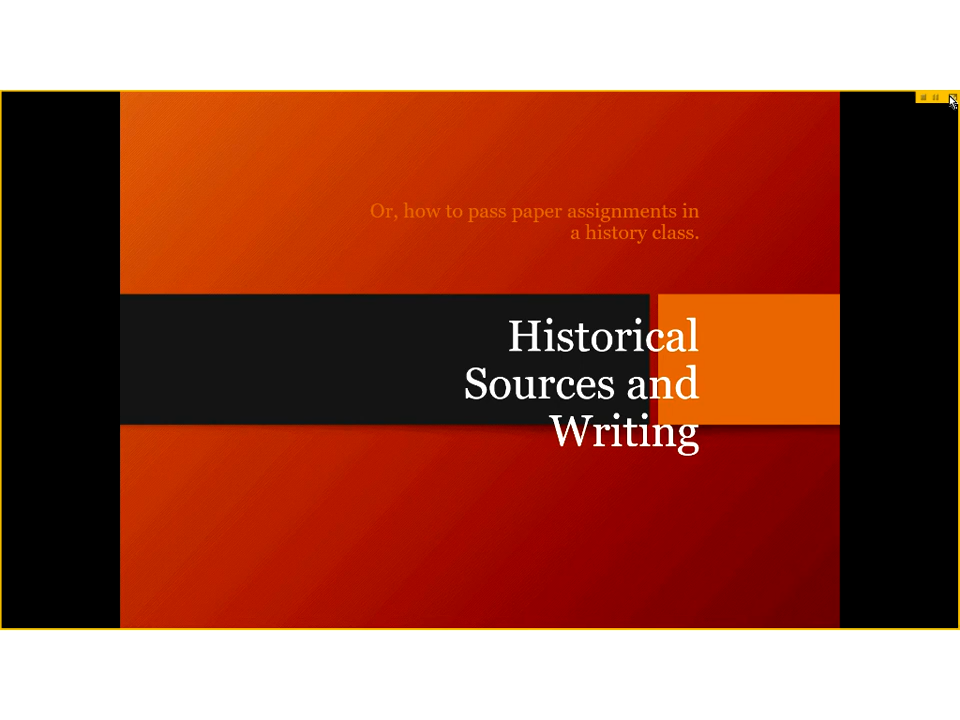 Or, how to pass paper assignments in
a history class.
Historical
Sources and
Writing